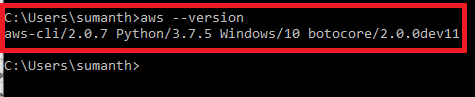 C:\Users\sumanth>aws --version
aws-cli/2.0.7 Python/3.7.5 Windows/10 botocore/2.0.0dev11
C:\Users\sumanth>